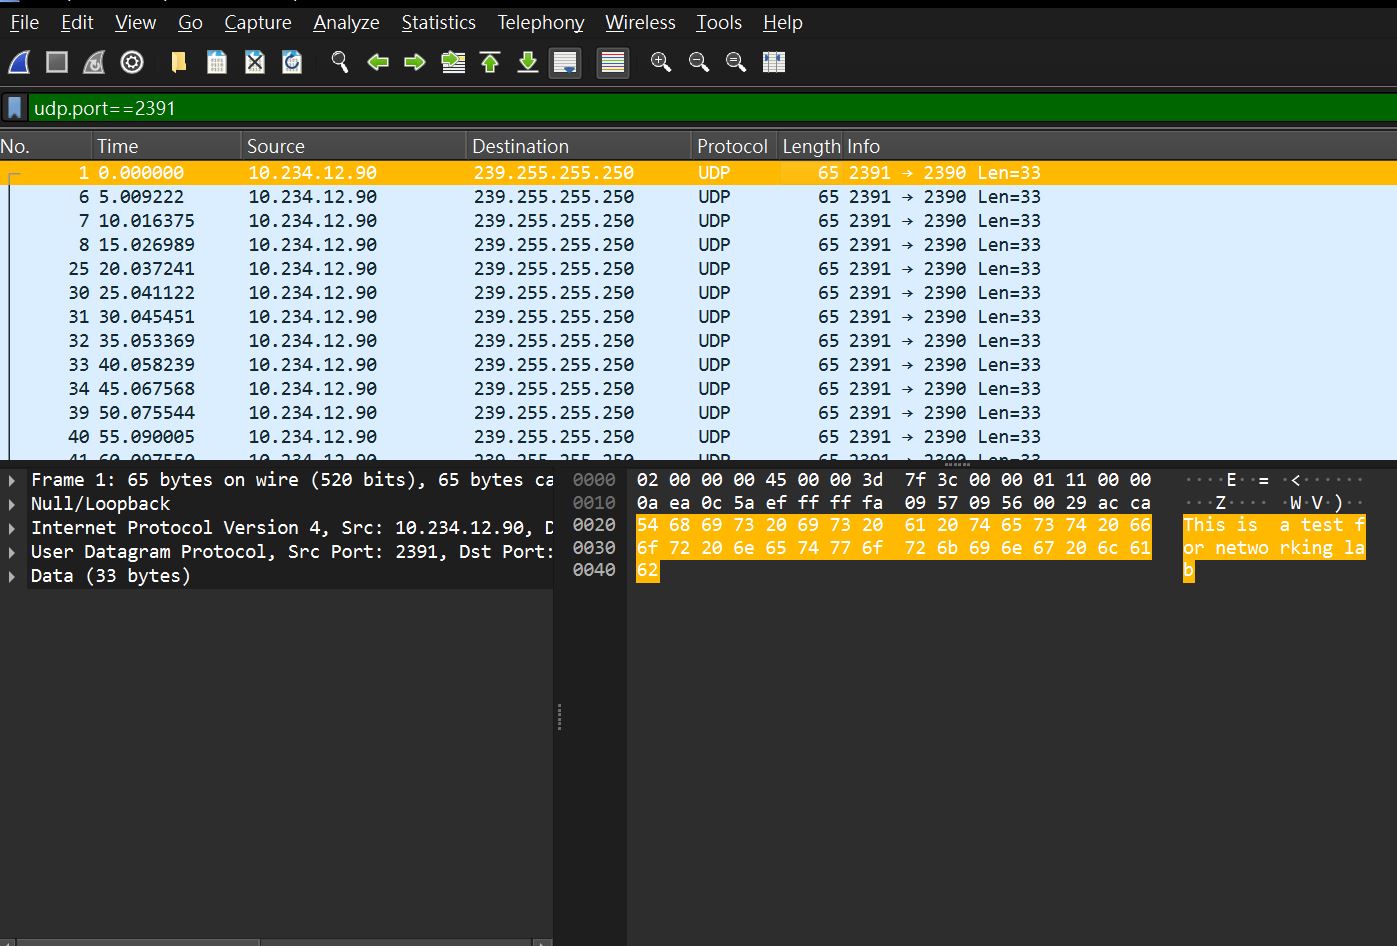 File Edit View Go Capture Analyze Statistics Telephony Wireless Tools Help
udp.port==2391
No. Time Source Destination Protocol Length Info
1 0.000000 10.234.12.90 239.255.255.250 UDP 65 2391 → 2390 Len=33
6 5.009222 10.234.12.90 239.255.255.250 UDP 65 2391 → 2390 Len=33
7 10.016375 10.234.12.90 239.255.255.250 UDP 65 2391 → 2390 Len=33
8 15.026989 10.234.12.90 239.255.255.250 UDP 65 2391 → 2390 Len=33
25 20.037241 10.234.12.90 239.255.255.250 UDP 65 2391 → 2390 Len=33
30 25.041122 10.234.12.90 239.255.255.250 UDP 65 2391 → 2390 Len=33
31 30.045451 10.234.12.90 239.255.255.250 UDP 65 2391 → 2390 Len=33
32 35.053369 10.234.12.90 239.255.255.250 UDP 65 2391 → 2390 Len=33
33 40.058239 10.234.12.90 239.255.255.250 UDP 65 2391 → 2390 Len=33
34 45.067568 10.234.12.90 239.255.255.250 UDP 65 2391 → 2390 Len=33
39 50.075544 10.234.12.90 239.255.255.250 UDP 65 2391 → 2390 Len=33
40 55.090005 10.234.12.90 239.255.255.250 UDP 65 2391 → 2390 Len=33
Frame 1: 65 bytes on wire (520 bits), 65 bytes ca
Null/Loopback
Internet Protocol Version 4, Src: 10.234.12.90, D
User Datagram Protocol, Src Port: 2391, Dst Port:
Data (33 bytes)
0000 02 00 00 00 45 00 00 3d 7f 3c 00 00 01 11 00 00 ····E··= ·<······
0010 0a ea 0c 5a ef ff ff fa 09 57 09 56 00 29 ac ca ···Z···· ·W·V·)··
0020 54 68 69 73 20 69 73 20 61 20 74 65 73 74 20 66 This is a test f
0030 6f 72 20 6e 65 74 77 6f 72 6b 69 6e 67 20 6c 61 or netwo rking la
0040 62 b